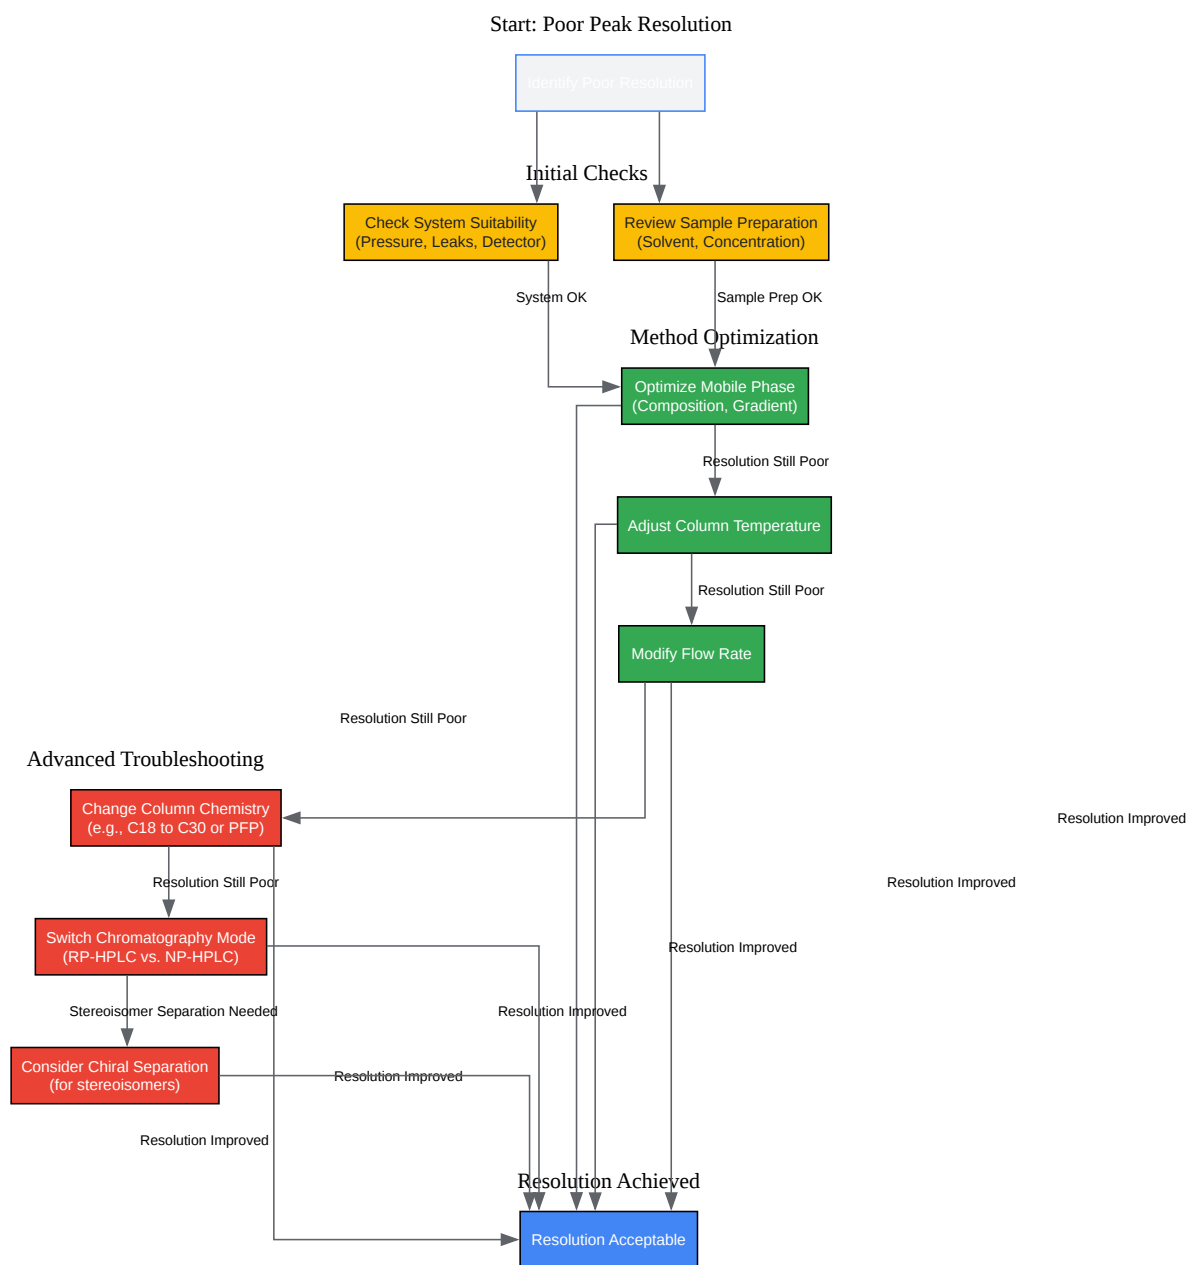 Start: Poor Peak Resolution
Identify Poor Resolution
Initial Checks
Check System Suitability
(Pressure, Leaks, Detector)
Review Sample Preparation
(Solvent, Concentration)
System OK
Sample Prep OK
Method Optimization
Optimize Mobile Phase
(Composition, Gradient)
Resolution Still Poor
Adjust Column Temperature
Resolution Still Poor
Modify Flow Rate
Resolution Still Poor
Advanced Troubleshooting
Change Column Chemistry
(e.g., C18 to C30 or PFP)
Resolution Improved
Resolution Still Poor
Resolution Improved
Switch Chromatography Mode
(RP-HPLC vs. NP-HPLC)
Resolution Improved
Stereoisomer Separation Needed
Resolution Improved
Consider Chiral Separation
(for stereoisomers)
Resolution Improved
Resolution Improved
Resolution Achieved
Resolution Acceptable